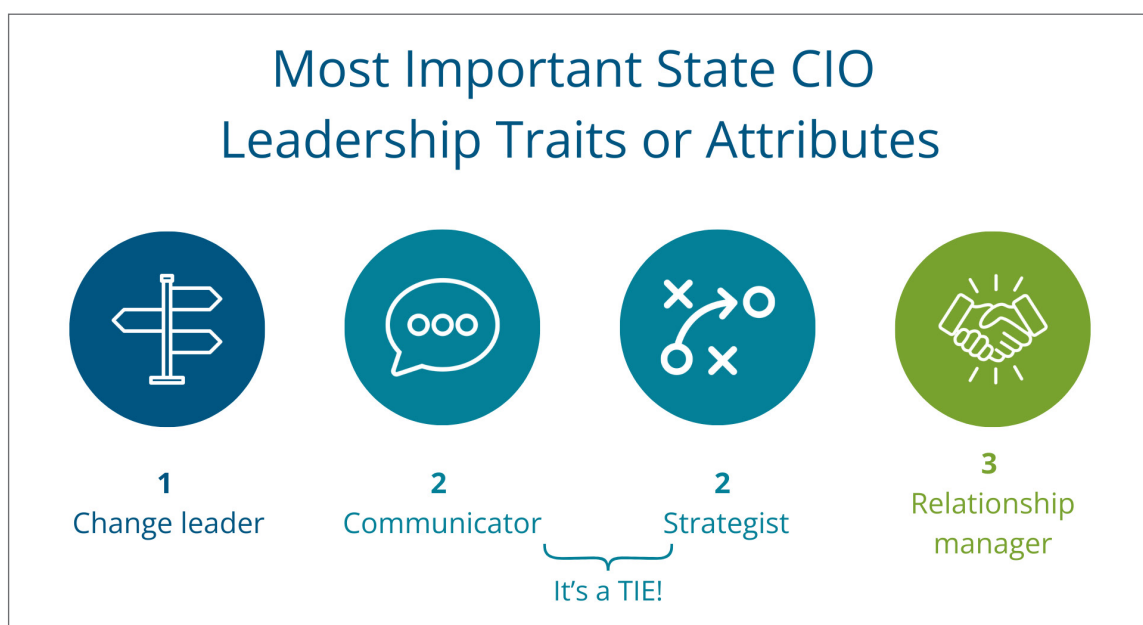 Most Important State CIO
Leadership Traits or Attributes
1
Change leader
2
Communicator
2
Strategist
It's a TIE!
3
Relationship
manager